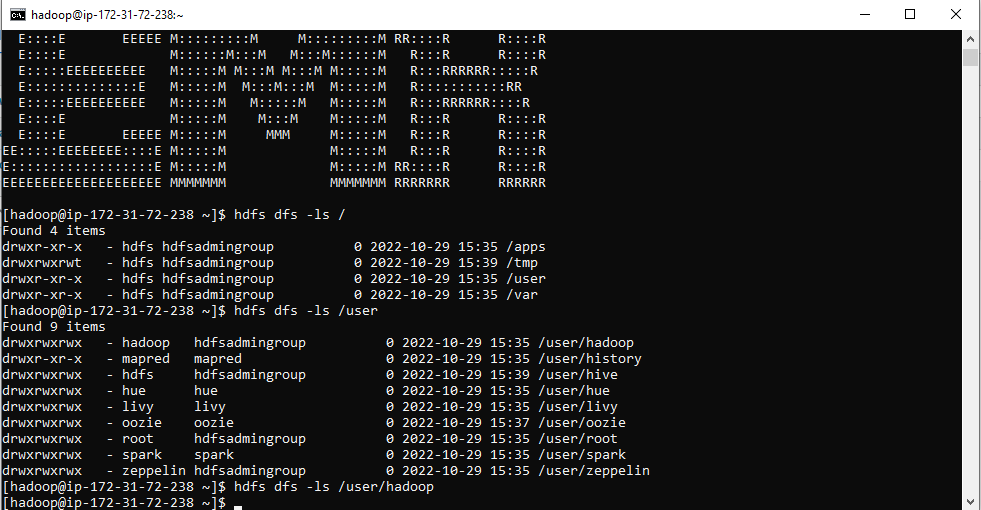 hadoop@ip-172-31-72-238:~
  E::::E       EEEEE M:::::::::M     M:::::::::M RR::::R      R::::R
  E::::E             M::::::M:::M   M:::M::::::M   R:::R      R::::R
  E:::::EEEEEEEEEE   M:::::M M:::M M:::M M:::::M   R:::RRRRRR:::::R
  E::::::::::::::E   M:::::M  M:::M:::M  M:::::M   R:::::::::::RR
  E:::::EEEEEEEEEE   M:::::M   M:::::M   M:::::M   R:::RRRRRR::::R
  E::::E             M:::::M    M:::M    M:::::M   R:::R      R::::R
  E::::E       EEEEE M:::::M     MMM     M:::::M   R:::R      R::::R
EE:::::EEEEEEEE::::E M:::::M             M:::::M   R:::R      R::::R
E::::::::::::::::::E M:::::M             M:::::M RR::::R      R::::R
EEEEEEEEEEEEEEEEEEEE MMMMMMM             MMMMMMM RRRRRRR      RRRRRR
[hadoop@ip-172-31-72-238 ~]$ hdfs dfs -ls /
Found 4 items
drwxr-xr-x   - hdfs hdfsadmingroup          0 2022-10-29 15:35 /apps
drwxrwxrwt   - hdfs hdfsadmingroup          0 2022-10-29 15:39 /tmp
drwxr-xr-x   - hdfs hdfsadmingroup          0 2022-10-29 15:35 /user
drwxr-xr-x   - hdfs hdfsadmingroup          0 2022-10-29 15:35 /var
[hadoop@ip-172-31-72-238 ~]$ hdfs dfs -ls /user
Found 9 items
drwxrwxrwx   - hadoop   hdfsadmingroup          0 2022-10-29 15:35 /user/hadoop
drwxr-xr-x   - mapred   mapred                  0 2022-10-29 15:35 /user/history
drwxrwxrwx   - hdfs     hdfsadmingroup          0 2022-10-29 15:39 /user/hive
drwxrwxrwx   - hue      hue                     0 2022-10-29 15:35 /user/hue
drwxrwxrwx   - livy     livy                    0 2022-10-29 15:35 /user/livy
drwxrwxrwx   - oozie    oozie                   0 2022-10-29 15:37 /user/oozie
drwxrwxrwx   - root     hdfsadmingroup          0 2022-10-29 15:35 /user/root
drwxrwxrwx   - spark    spark                   0 2022-10-29 15:35 /user/spark
drwxrwxrwx   - zeppelin hdfsadmingroup          0 2022-10-29 15:35 /user/zeppelin
[hadoop@ip-172-31-72-238 ~]$ hdfs dfs -ls /user/hadoop
[hadoop@ip-172-31-72-238 ~]$